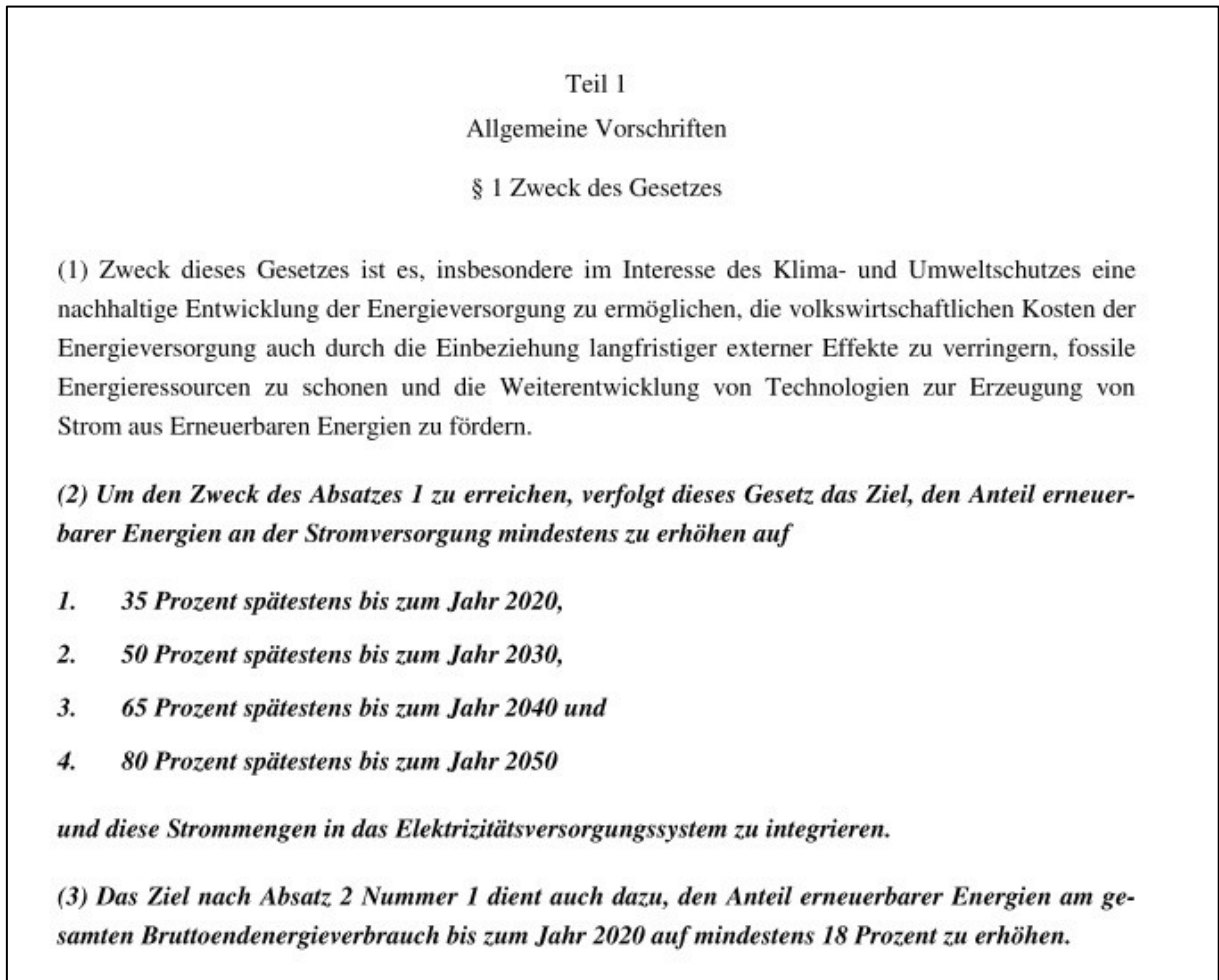 Teil 1
Allgemeine Vorschriften
§ 1 Zweck des Gesetzes
(1) Zweck dieses Gesetzes ist es, insbesondere im Interesse des Klima- und Umweltschutzes eine
nachhaltige Entwicklung der Energieversorgung zu ermöglichen, die volkswirtschaftlichen Kosten der
Energieversorgung auch durch die Einbeziehung langfristiger externer Effekte zu verringern, fossile
Energieressourcen zu schonen und die Weiterentwicklung von Technologien zur Erzeugung von
Strom aus Erneuerbaren Energien zu fördern.
(2) Um den Zweck des Absatzes 1 zu erreichen, verfolgt dieses Gesetz das Ziel, den Anteil erneuer-
barer Energien an der Stromversorgung mindestens zu erhöhen auf
1. 35 Prozent spätestens bis zum Jahr 2020,
2. 50 Prozent spätestens bis zum Jahr 2030,
3. 65 Prozent spätestens bis zum Jahr 2040 und
4. 80 Prozent spätestens bis zum Jahr 2050
und diese Strommengen in das Elektrizitätsversorgungssystem zu integrieren.
(3) Das Ziel nach Absatz 2 Nummer 1 dient auch dazu, den Anteil erneuerbarer Energien am ge-
samten Bruttoendenergieverbrauch bis zum Jahr 2020 auf mindestens 18 Prozent zu erhöhen.